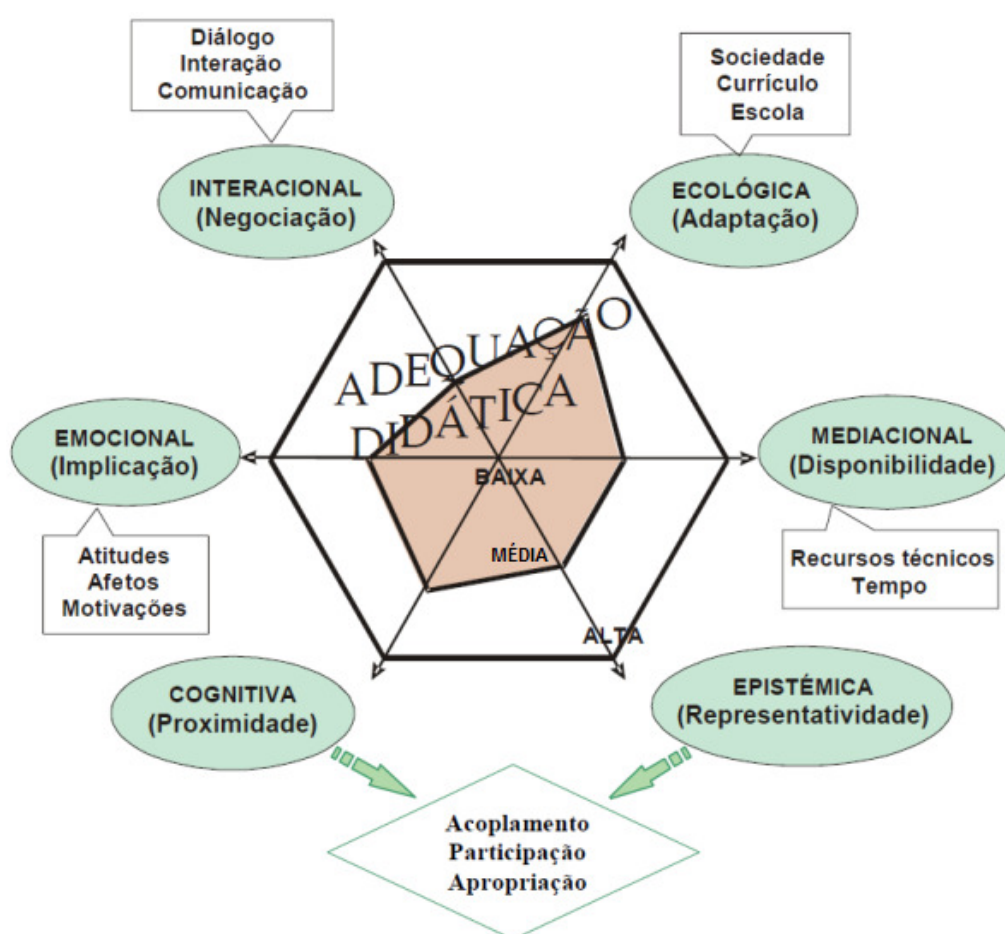 Diálogo
Interação
Comunicação
Sociedade
Currículo
Escola
INTERACIONAL
(Negociação)
ECOLÓGICA
(Adaptação)
ADEQUAÇÃO
DIDÁTICA
EMOCIONAL
(Implicação)
BAIXA
MEDIACIONAL
(Disponibilidade)
Atitudes
Afetos
Motivações
MÉDIA
Recursos técnicos
Tempo
ALTA
COGNITIVA
(Proximidade)
EPISTÉMICA
(Representatividade)
Acoplamento
Participação
Apropriação